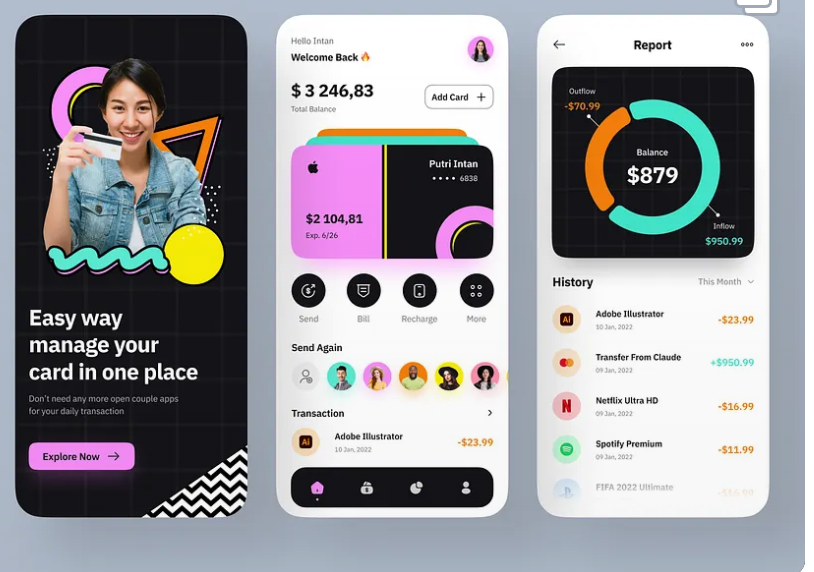 Easy way
manage your
card in one place
Don't need any more open couple apps
for your daily transaction
Explore Now
Hello Intan
Welcome Back
$ 3 246,83
Total Balance
Add Card
Putri Intan
•••• 6838
$2 104,81
Exp. 6/26
Send
Bill
Recharge
More
Send Again
Transaction
Ai
Adobe Illustrator
10 Jan, 2022
-$23.99
Report
Outflow
-$70.99
Balance
$879
Inflow
$950.99
History
This Month
Ai
Adobe Illustrator
10 Jan, 2022
-$23.99
Transfer From Claude
09 Jan, 2022
+$950.99
N
Netflix Ultra HD
09 Jan, 2022
-$16.99
Spotify Premium
09 Jan, 2022
-$11.99
FIFA 2022 Ultimate